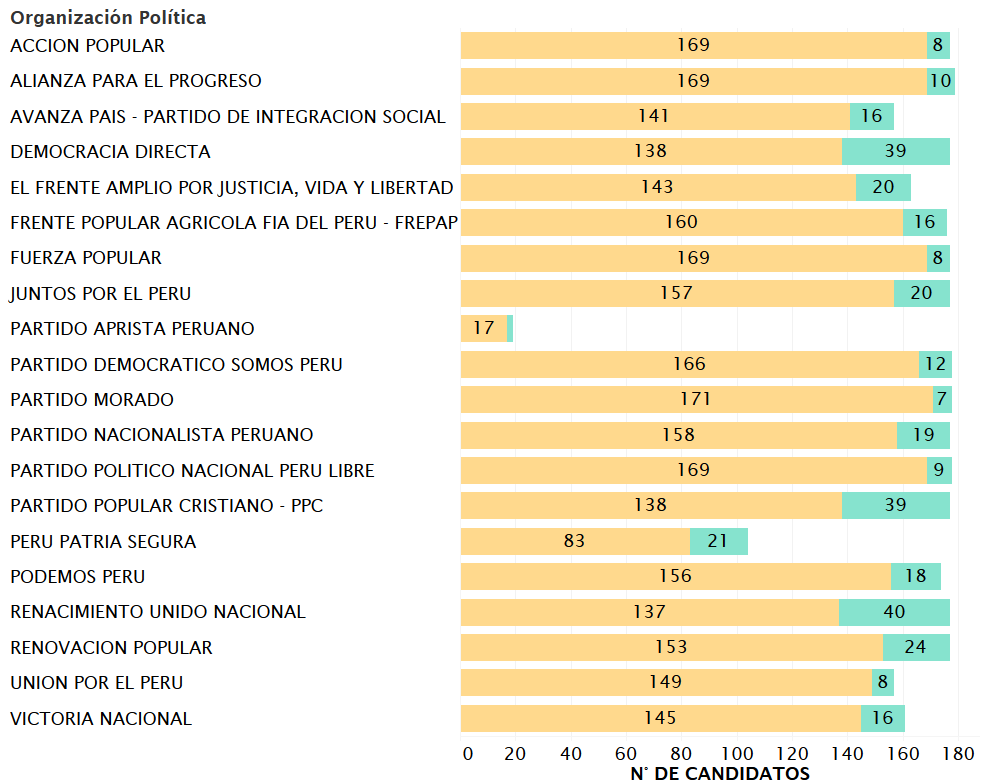 Organización Política
ACCION POPULAR 169 8
ALIANZA PARA EL PROGRESO 169 10
AVANZA PAIS - PARTIDO DE INTEGRACION SOCIAL 141 16
DEMOCRACIA DIRECTA 138 39
EL FRENTE AMPLIO POR JUSTICIA, VIDA Y LIBERTAD 143 20
FRENTE POPULAR AGRICOLA FIA DEL PERU - FREPAP 160 16
FUERZA POPULAR 169 8
JUNTOS POR EL PERU 157 20
PARTIDO APRISTA PERUANO 17
PARTIDO DEMOCRATICO SOMOS PERU 166 12
PARTIDO MORADO 171 7
PARTIDO NACIONALISTA PERUANO 158 19
PARTIDO POLITICO NACIONAL PERU LIBRE 169 9
PARTIDO POPULAR CRISTIANO - PPC 138 39
PERU PATRIA SEGURA 83 21
PODEMOS PERU 156 18
RENACIMIENTO UNIDO NACIONAL 137 40
RENOVACION POPULAR 153 24
UNION POR EL PERU 149 8
VICTORIA NACIONAL 145 16
0 20 40 60 80 100 120 140 160 180
N° DE CANDIDATOS